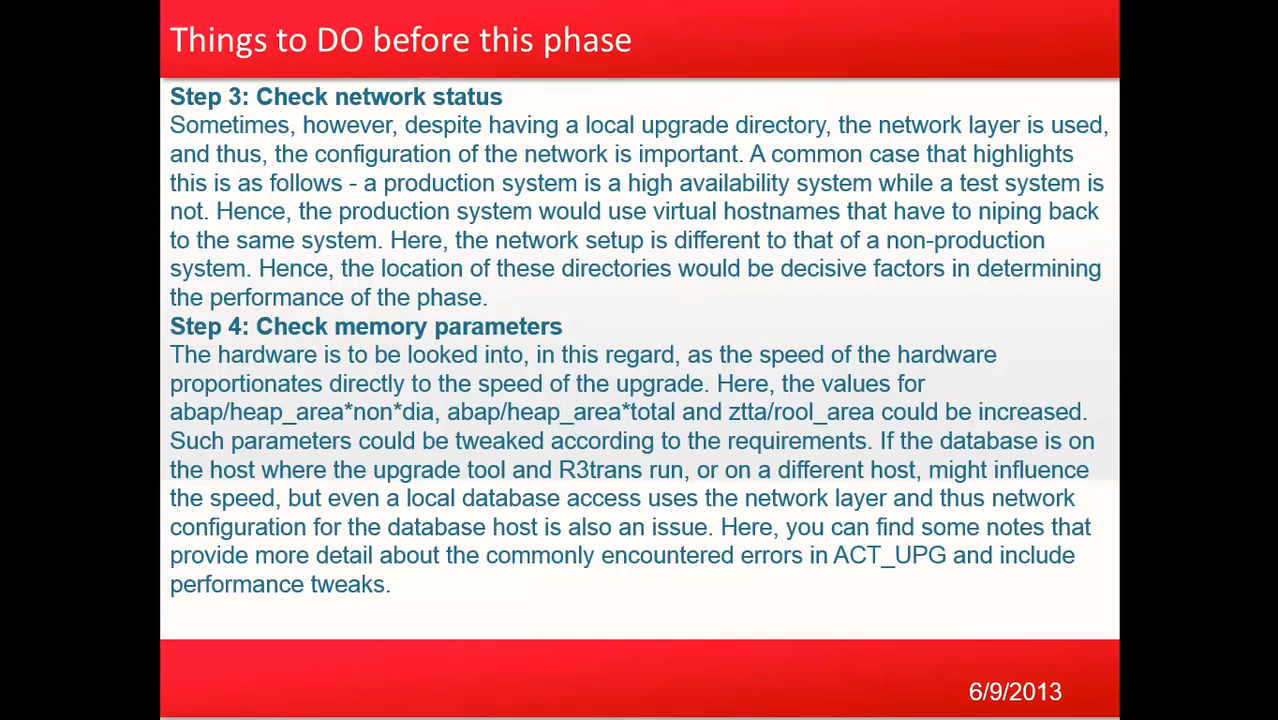 Things to DO before this phase
Step 3: Check network status
Sometimes, however, despite having a local upgrade directory, the network layer is used,
and thus, the configuration of the network is important. A common case that highlights
this is as follows - a production system is a high availability system while a test system is
not. Hence, the production system would use virtual hostnames that have to niping back
to the same system. Here, the network setup is different to that of a non-production
system. Hence, the location of these directories would be decisive factors in determining
the performance of the phase.
Step 4: Check memory parameters
The hardware is to be looked into, in this regard, as the speed of the hardware
proportionates directly to the speed of the upgrade. Here, the values for
abap/heap_area*non*dia, abap/heap_area*total and ztta/rool_area could be increased.
Such parameters could be tweaked according to the requirements. If the database is on
the host where the upgrade tool and R3trans run, or on a different host, might influence
the speed, but even a local database access uses the network layer and thus network
configuration for the database host is also an issue. Here, you can find some notes that
provide more detail about the commonly encountered errors in ACT_UPG and include
performance tweaks.
6/9/2013